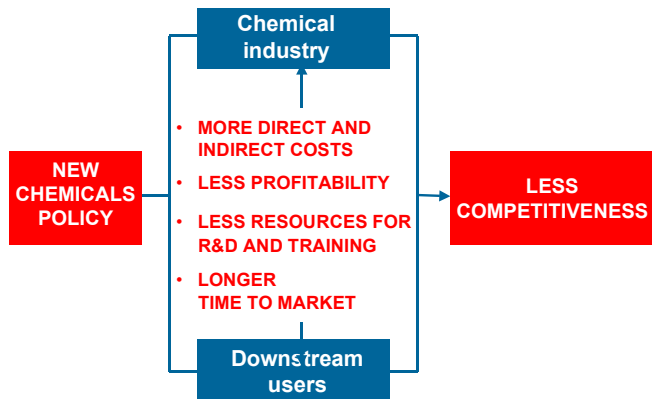 Chemical
industry
• MORE DIRECT AND
INDIRECT COSTS
NEW
CHEMICALS
POLICY
• LESS PROFITABILITY
LESS
COMPETITIVENESS
• LESS RESOURCES FOR
R&D AND TRAINING
• LONGER
TIME TO MARKET
Downstream
users